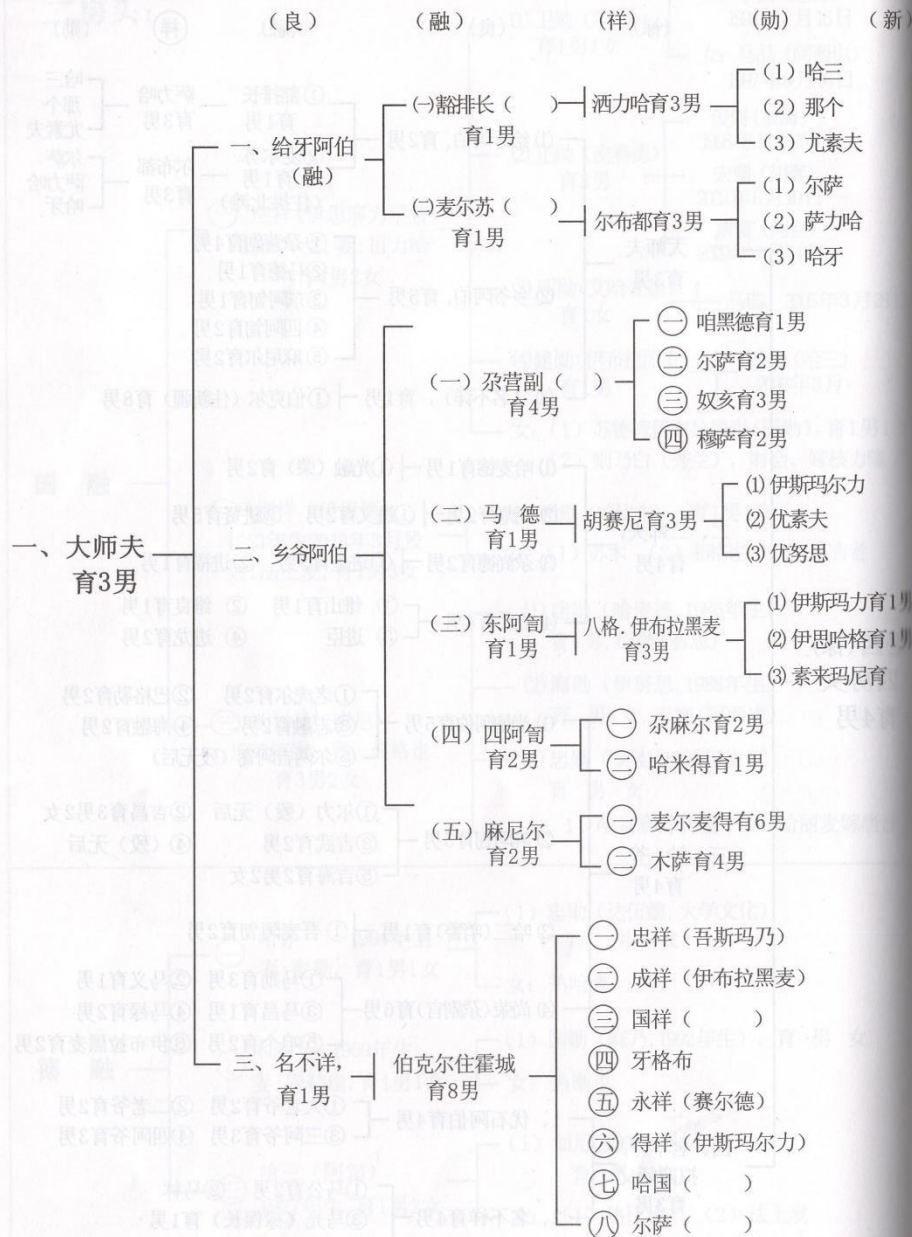 （良） （融） （祥） （勋） （新）
一、大师夫
育3男
一、给牙阿伯
（融）
㈠豁排长（ ）
育1男
洒力哈育3男
（1）哈三
（2）那个
（3）尤素夫
㈡麦尔苏（ ）
育1男
尔布都育3男
（1）尔萨
（2）萨力哈
（3）哈牙
二、乡爷阿伯
（一）尕营副（ ）
育4男
㊀ 咱黑德育1男
㊁ 尔萨育2男
㊂ 奴亥育3男
㊃ 穆萨育2男
（二）马 德
育1男
胡赛尼育3男
⑴ 伊斯玛尔力
⑵ 优素夫
⑶ 优努思
（三）东阿訇
育1男
八格．伊布拉黑麦
育3男
⑴ 伊斯玛力育1男
⑵ 伊思哈格育1男
⑶ 素来玛尼育
（四）四阿訇
育2男
㊀ 尕麻尔育2男
㊁ 哈米得育1男
（五）麻尼尔
育2男
㊀ 麦尔麦得有6男
㊁ 木萨育4男
三、名不详，
育1男
伯克尔住霍城
育8男
㊀ 忠祥（吾斯玛乃）
㊁ 成祥（伊布拉黑麦）
㊂ 国祥（ ）
㊃ 牙格布
㊄ 永祥（赛尔德）
㊅ 得祥（伊斯玛尔力）
㊆ 哈国（ ）
㊇ 尔萨（ ）